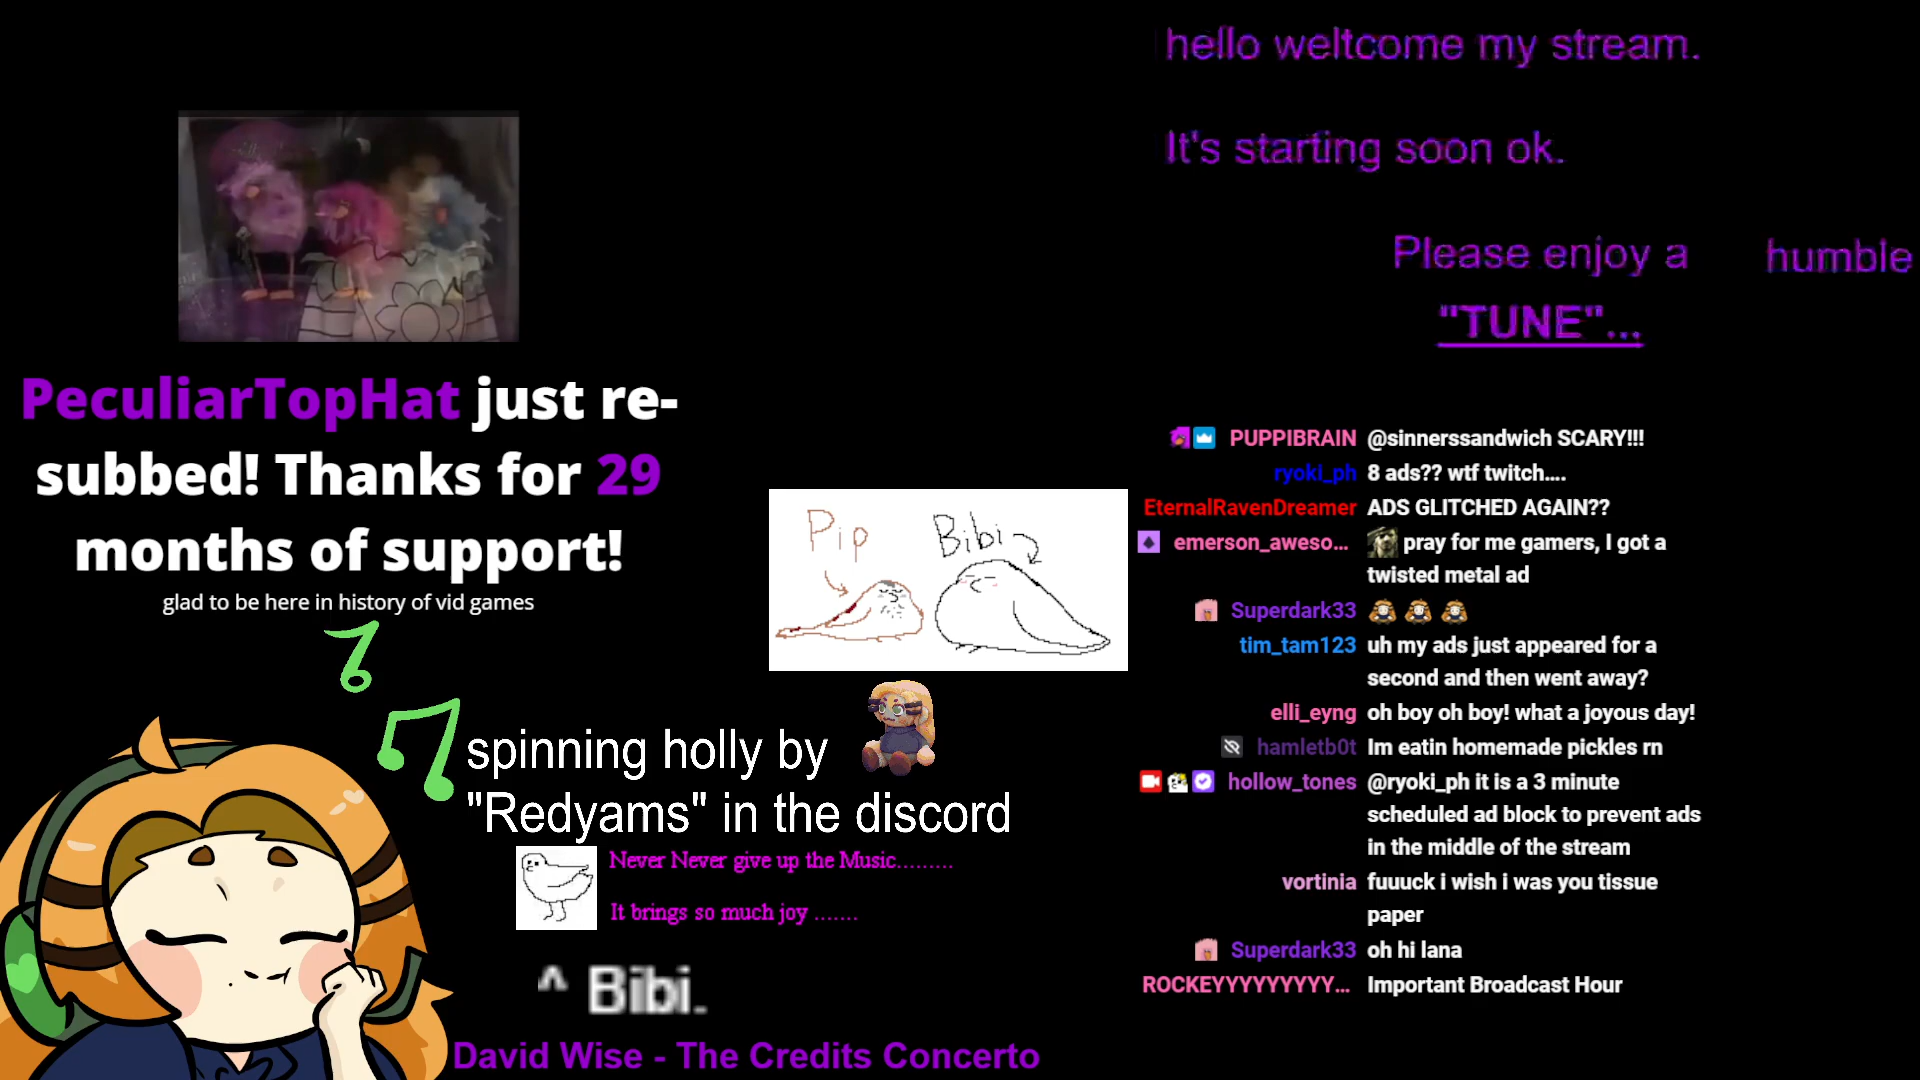 hello weltcome my stream.
It's starting soon ok.
Please enjoy a humble
"TUNE"...
PeculiarTopHat just re-
subbed! Thanks for 29
months of support!
glad to be here in history of vid games
Pip
Bibi
spinning holly by
"Redyams" in the discord
Never Never give up the Music.........
It brings so much joy .......
^ Bibi.
David Wise - The Credits Concerto
PUPPIBRAIN @sinnerssandwich SCARY!!!
ryoki_ph 8 ads?? wtf twitch....
EternalRavenDreamer ADS GLITCHED AGAIN??
emerson_aweso... pray for me gamers, I got a
twisted metal ad
Superdark33
tim_tam123 uh my ads just appeared for a
second and then went away?
elli_eyng oh boy oh boy! what a joyous day!
hamletb0t Im eatin homemade pickles rn
hollow_tones @ryoki_ph it is a 3 minute
scheduled ad block to prevent ads
in the middle of the stream
vortinia fuuuck i wish i was you tissue
paper
Superdark33 oh hi lana
ROCKEYYYYYYYYY... Important Broadcast Hour